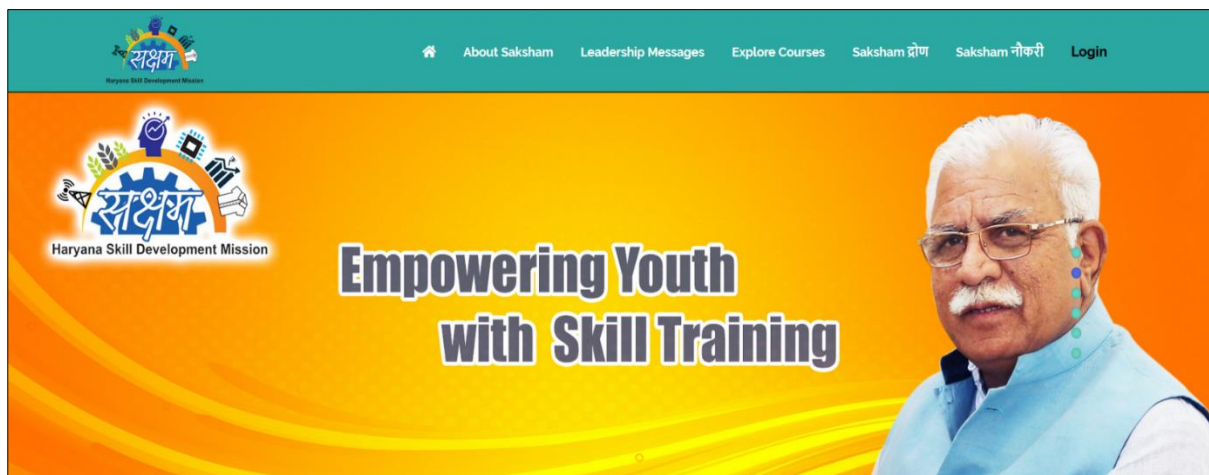 सक्षम
Haryana Skill Development Mission
About Saksham Leadership Messages Explore Courses Saksham द्रोण Saksham नौकरी Login
सक्षम
Haryana Skill Development Mission
Empowering Youth
with Skill Training